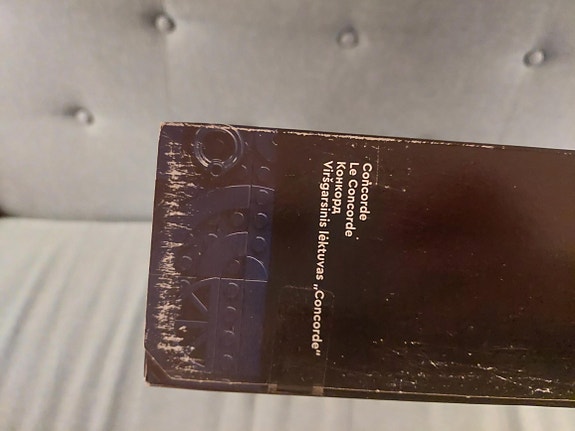 Concorde
Le Concorde
Конкорд
Viršgarsinis lėktuvas „Concorde“